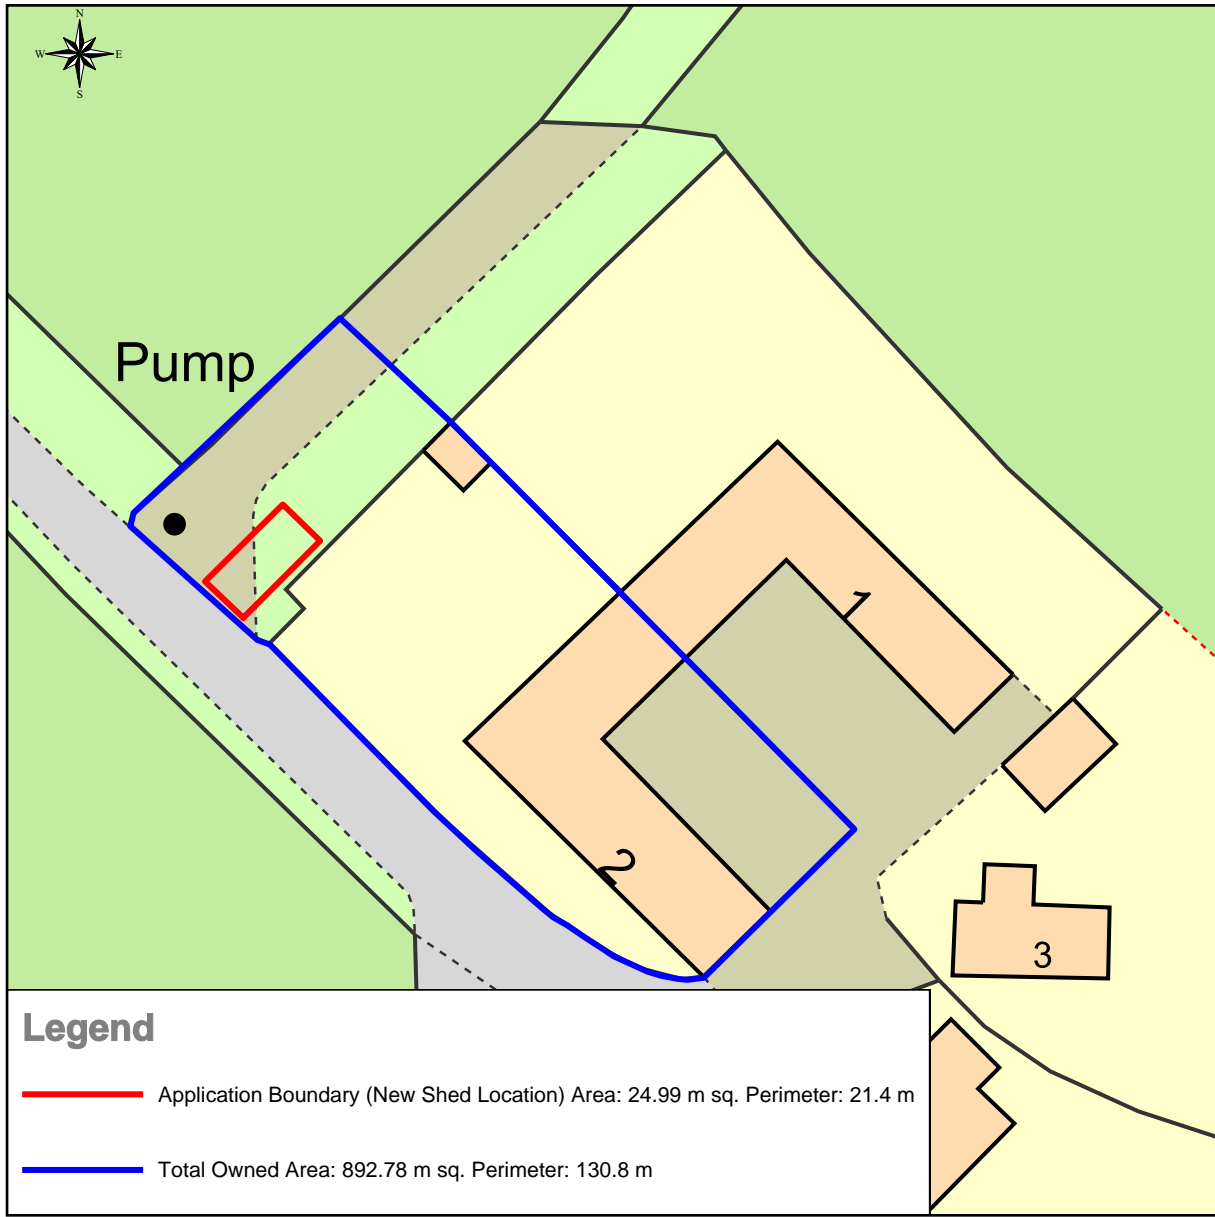 N
W E
S
Pump
1
2
3
Legend
Application Boundary (New Shed Location) Area: 24.99 m sq. Perimeter: 21.4 m
Total Owned Area: 892.78 m sq. Perimeter: 130.8 m